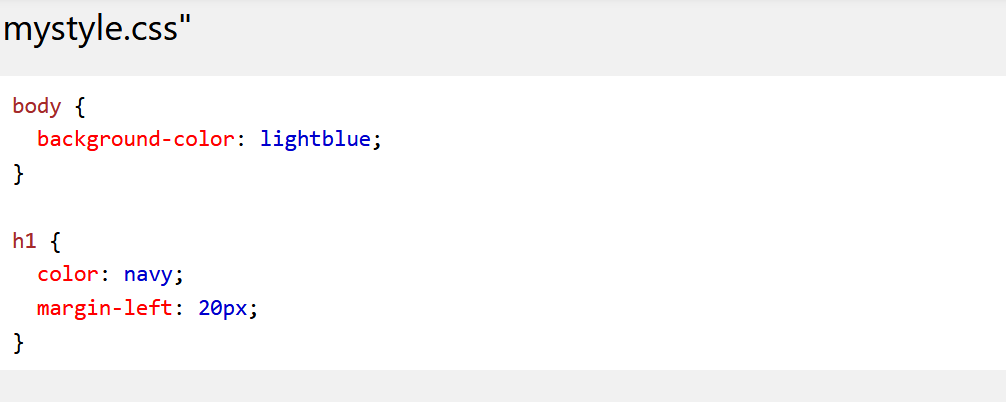 mystyle.css"
body {
  background-color: lightblue;
}

h1 {
  color: navy;
  margin-left: 20px;
}